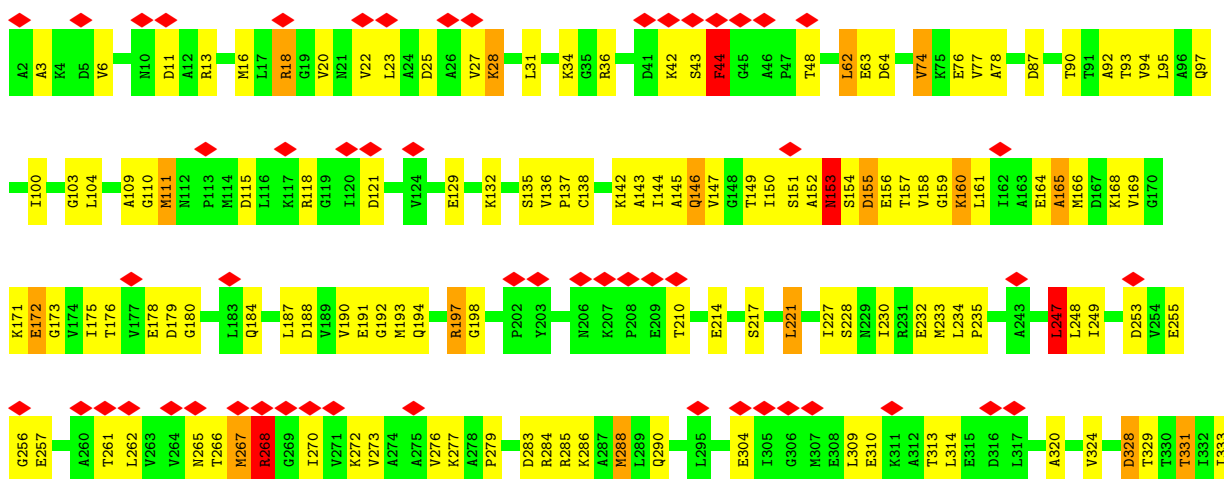 A2 A3 K4 D5 V6 N10 D11 A12 R13 M16 L17 R18 G19 V20 N21 V22 L23 A24 D25 A26 V27 K28 L31 K34 G35 R36 D41 K42 S43 F44 G45 A46 P47 T48 L62 E63 D64 V74 K75 E76 V77 A78 D87 T90 T91 A92 T93 V94 L95 A96 Q97
I100 G103 L104 A109 G110 M111 N112 P113 M114 D115 L116 K117 R118 G119 I120 D121 V124 E129 K132 S135 V136 P137 C138 K142 A143 I144 A145 Q146 V147 G148 T149 I150 S151 A152 N153 S154 D155 E156 T157 V158 G159 K160 L161 I162 A163 E164 A165 M166 D167 K168 V169 G170
K171 E172 G173 V174 I175 T176 V177 E178 D179 G180 L183 Q184 L187 D188 V189 V190 E191 G192 M193 Q194 R197 G198 P202 Y203 N206 K207 P208 E209 T210 E214 S217 L221 I227 S228 N229 I230 R231 E232 M233 L234 P235 A243 L247 L248 I249 D253 V254 E255
G256 E257 A260 T261 L262 V263 V264 N265 T266 M267 R268 G269 I270 V271 K272 V273 A274 A275 V276 K277 A278 P279 D283 R284 R285 K286 A287 M288 L289 Q290 L295 E304 I305 G306 M307 E308 L309 E310 K311 A312 T313 L314 E315 D316 L317 A320 V324 D328 T329 T330 T331 I332